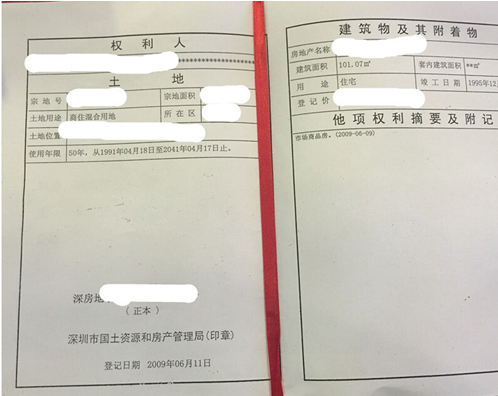 权利人
******************
土地
宗地号
宗地面积
土地用途 商住混合用地
所在区
土地位置
使用年限 50年，从1991年04月18日至2041年04月17日止。
深房地
(正本)
深圳市国土资源和房产管理局(印章)
登记日期 2009年06月11日
建筑物及其附着物
房地产名称
建筑面积 101.07㎡ 套内建筑面积 **㎡
用途 住宅 竣工日期 1995年12
登记价
他项权利摘要及附记
市场商品房。(2009-06-09)